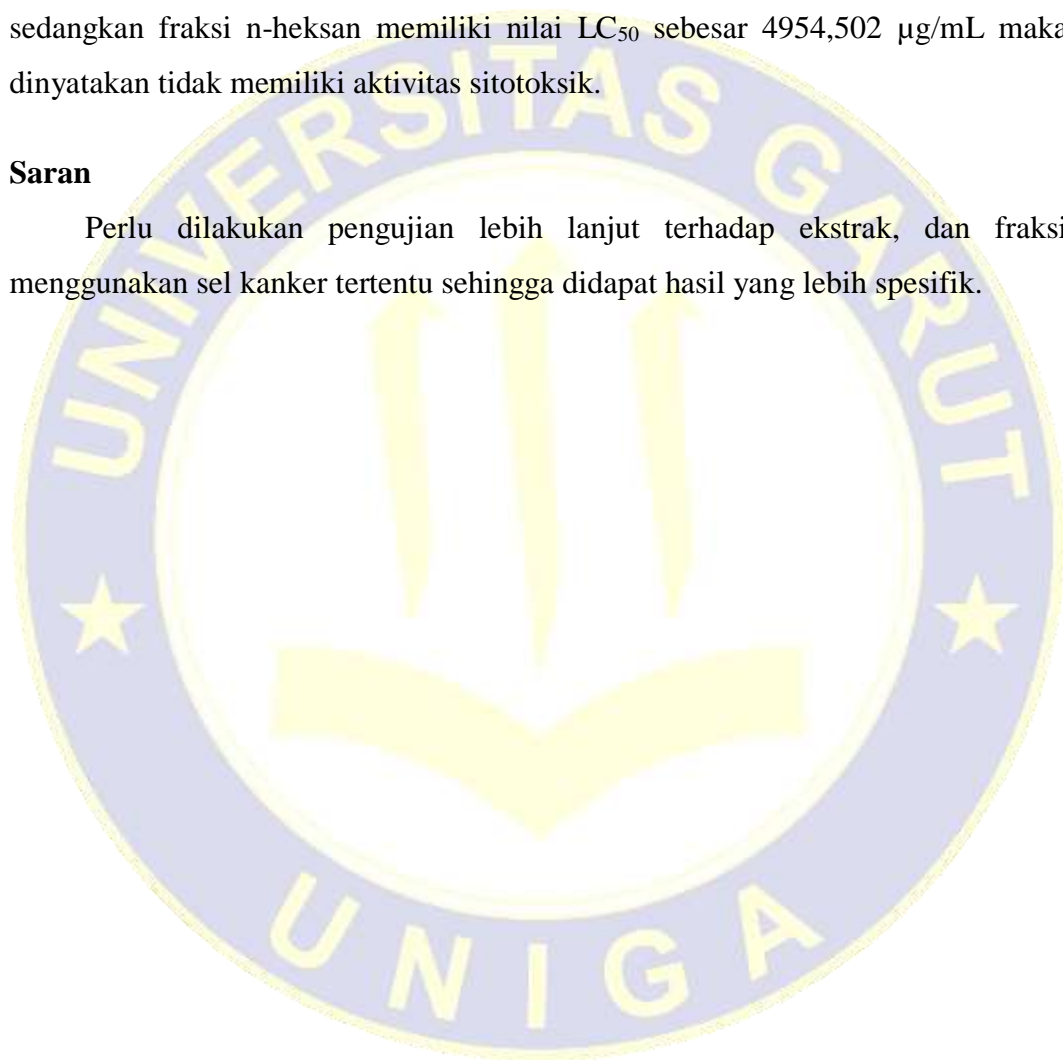 sedangkan fraksi n-heksan memiliki nilai LC₅₀ sebesar 4954,502 µg/mL maka
dinyatakan tidak memiliki aktivitas sitotoksik.
Saran
Perlu dilakukan pengujian lebih lanjut terhadap ekstrak, dan fraksi
menggunakan sel kanker tertentu sehingga didapat hasil yang lebih spesifik.
UNIVERSITAS GARUT
UNIGA